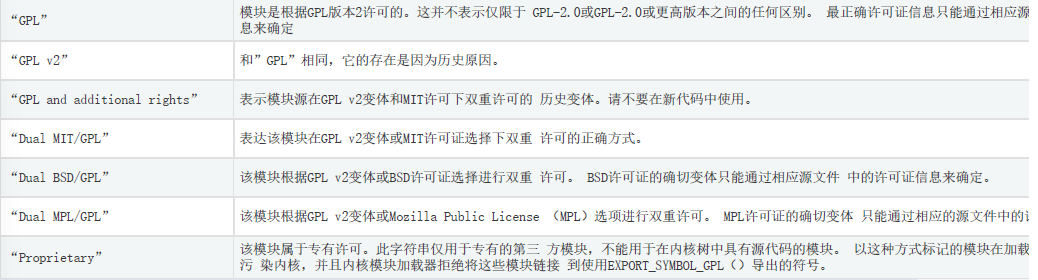 “GPL” 模块是根据GPL版本2许可的。这并不表示仅限于 GPL-2.0或GPL-2.0或更高版本之间的任何区别。 最正确许可证信息只能通过相应源
息来确定
“GPL v2” 和”GPL”相同，它的存在是因为历史原因。
“GPL and additional rights” 表示模块源在GPL v2变体和MIT许可下双重许可的 历史变体。请不要在新代码中使用。
“Dual MIT/GPL” 表达该模块在GPL v2变体或MIT许可证选择下双重 许可的正确方式。
“Dual BSD/GPL” 该模块根据GPL v2变体或BSD许可证选择进行双重 许可。 BSD许可证的确切变体只能通过相应源文件 中的许可证信息来确定。
“Dual MPL/GPL” 该模块根据GPL v2变体或Mozilla Public License （MPL）选项进行双重许可。 MPL许可证的确切变体 只能通过相应的源文件中的
“Proprietary” 该模块属于专有许可。此字符串仅用于专有的第三 方模块，不能用于在内核树中具有源代码的模块。 以这种方式标记的模块在加载
污 染内核，并且内核模块加载器拒绝将这些模块链接 到使用EXPORT_SYMBOL_GPL（）导出的符号。